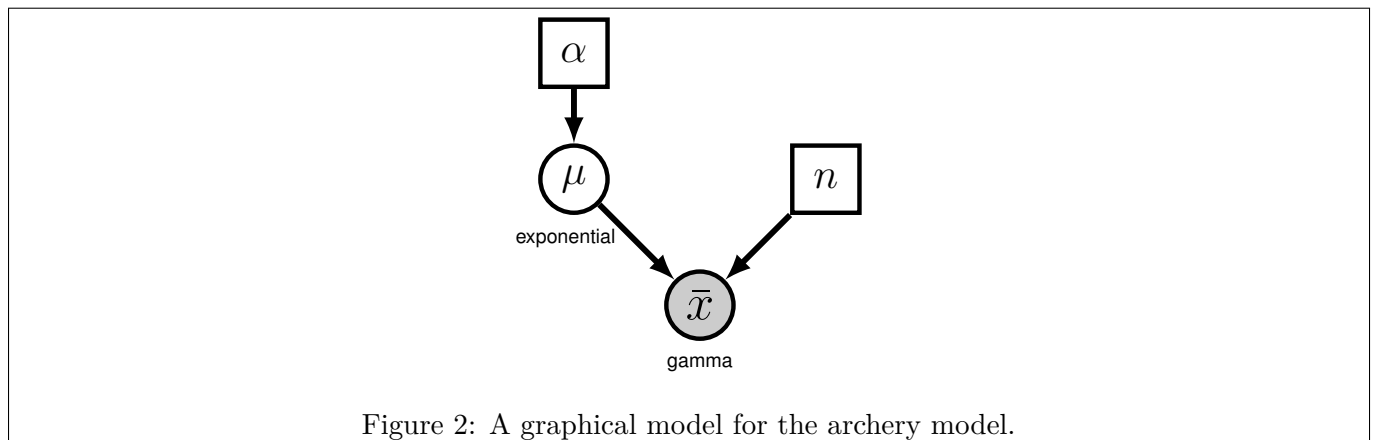 α
μ
n
exponential
x̄
gamma
Figure 2: A graphical model for the archery model.